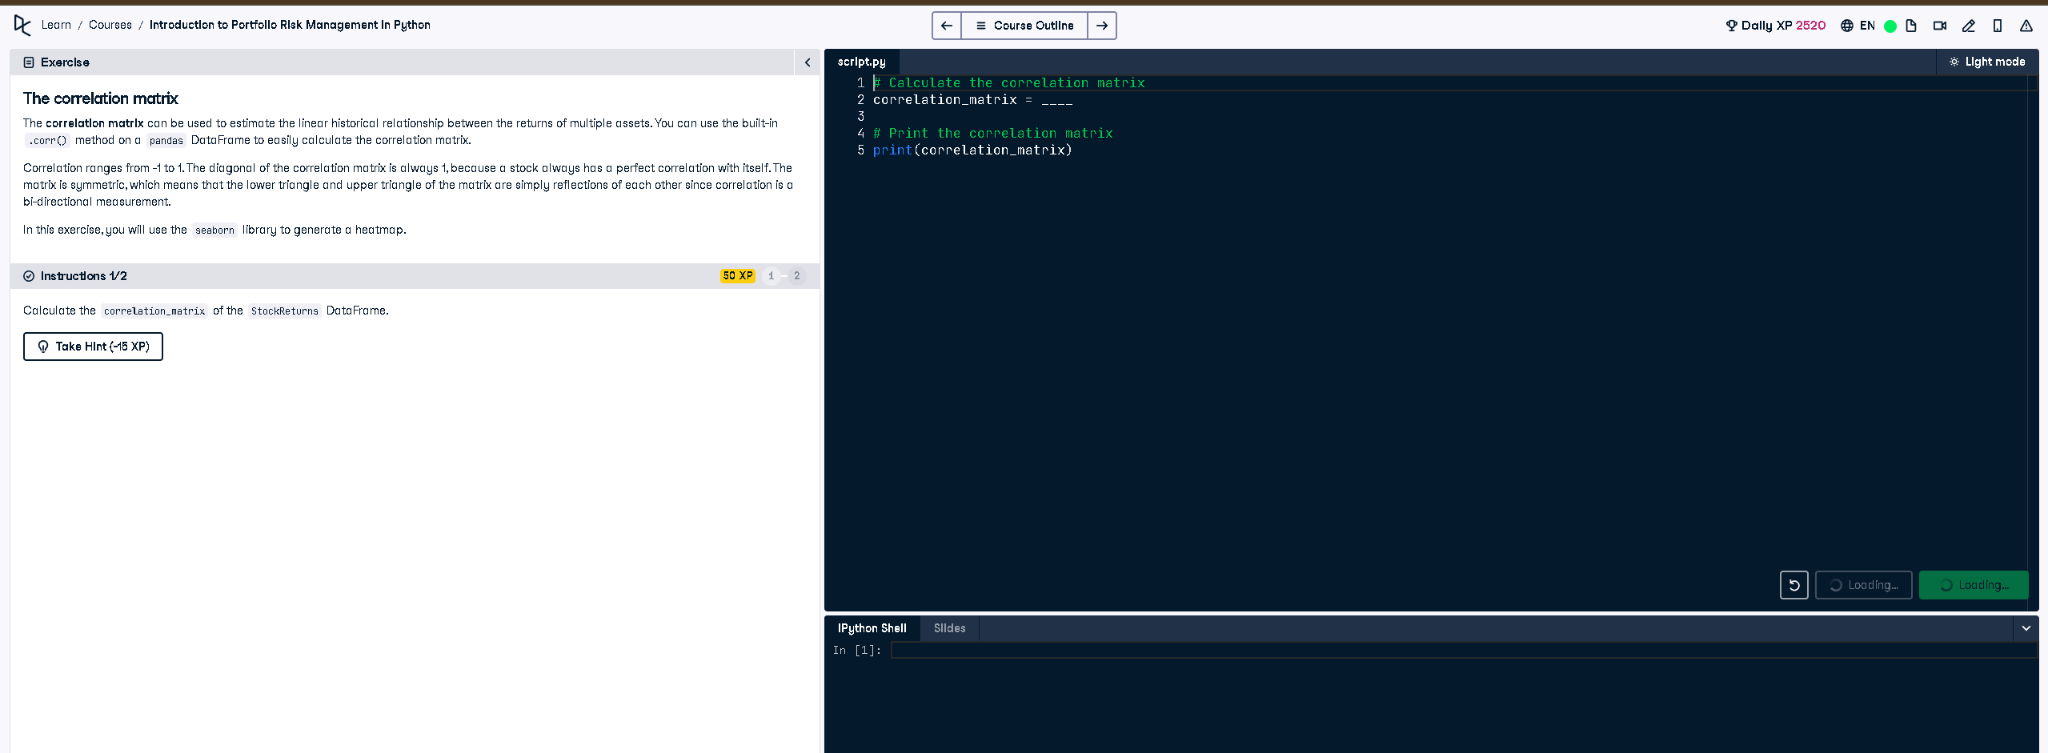 Learn / Courses / Introduction to Portfolio Risk Management in Python
Course Outline
Daily XP 2520
EN
Exercise
The correlation matrix
The correlation matrix can be used to estimate the linear historical relationship between the returns of multiple assets. You can use the built-in
.corr() method on a pandas DataFrame to easily calculate the correlation matrix.
Correlation ranges from -1 to 1. The diagonal of the correlation matrix is always 1, because a stock always has a perfect correlation with itself. The
matrix is symmetric, which means that the lower triangle and upper triangle of the matrix are simply reflections of each other since correlation is a
bi-directional measurement.
In this exercise, you will use the seaborn library to generate a heatmap.
Instructions 1/2
50 XP
1
2
Calculate the correlation_matrix of the StockReturns DataFrame.
Take Hint (-15 XP)
script.py
Light mode
1 # Calculate the correlation matrix
2 correlation_matrix = ____
3
4 # Print the correlation matrix
5 print(correlation_matrix)
Loading...
Loading...
IPython Shell
Slides
In [1]: